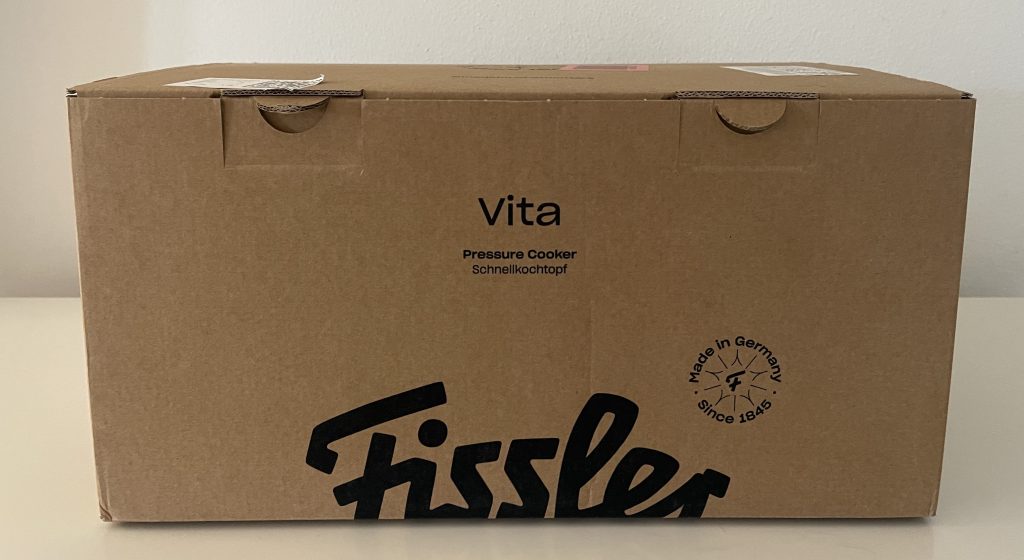 Vita
Pressure Cooker
Schnellkochtopf
Made in Germany
F
Since 1845
Fissler